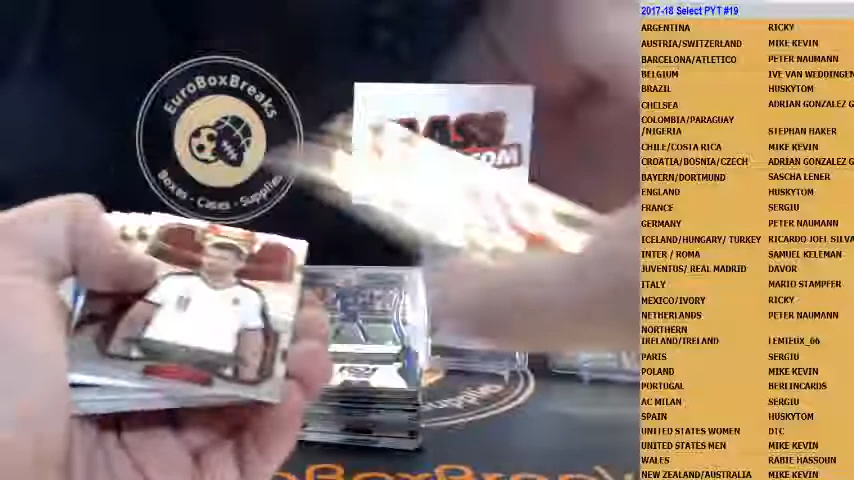 2017-18 Select PYT #19
ARGENTINA RICKY
AUSTRIA/SWITZERLAND MIKE KEVIN
BARCELONA/ATLETICO PETER NAUMANN
BELGIUM IVE VAN WEDDINGEN
BRAZIL HUSKYTOM
CHELSEA ADRIAN GONZALEZ G
COLOMBIA/PARAGUAY
/NIGERIA STEPHAN HAKER
CHILE/COSTA RICA MIKE KEVIN
CROATIA/BOSNIA/CZECH ADRIAN GONZALEZ G
BAYERN/DORTMUND SASCHA LENER
ENGLAND HUSKYTOM
FRANCE SERGIU
GERMANY PETER NAUMANN
ICELAND/HUNGARY/ TURKEY RICARDO JOEL SILVA
INTER / ROMA SAMUEL KELEMAN
JUVENTUS/ REAL MADRID DAVOR
ITALY MARIO STAMPFER
MEXICO/IVORY RICKY
NETHERLANDS PETER NAUMANN
NORTHERN
IRELAND/IRELAND LEMIEUX_66
PARIS SERGIU
POLAND MIKE KEVIN
PORTUGAL BERLINCARDS
AC MILAN SERGIU
SPAIN HUSKYTOM
UNITED STATES WOMEN DTC
UNITED STATES MEN MIKE KEVIN
WALES RABIE HASSOUN
NEW ZEALAND/AUSTRALIA MIKE KEVIN
EuroBoxBreaks
Boxes - Cases - Supplies
.COM
Supplies
EuroBoxBreak